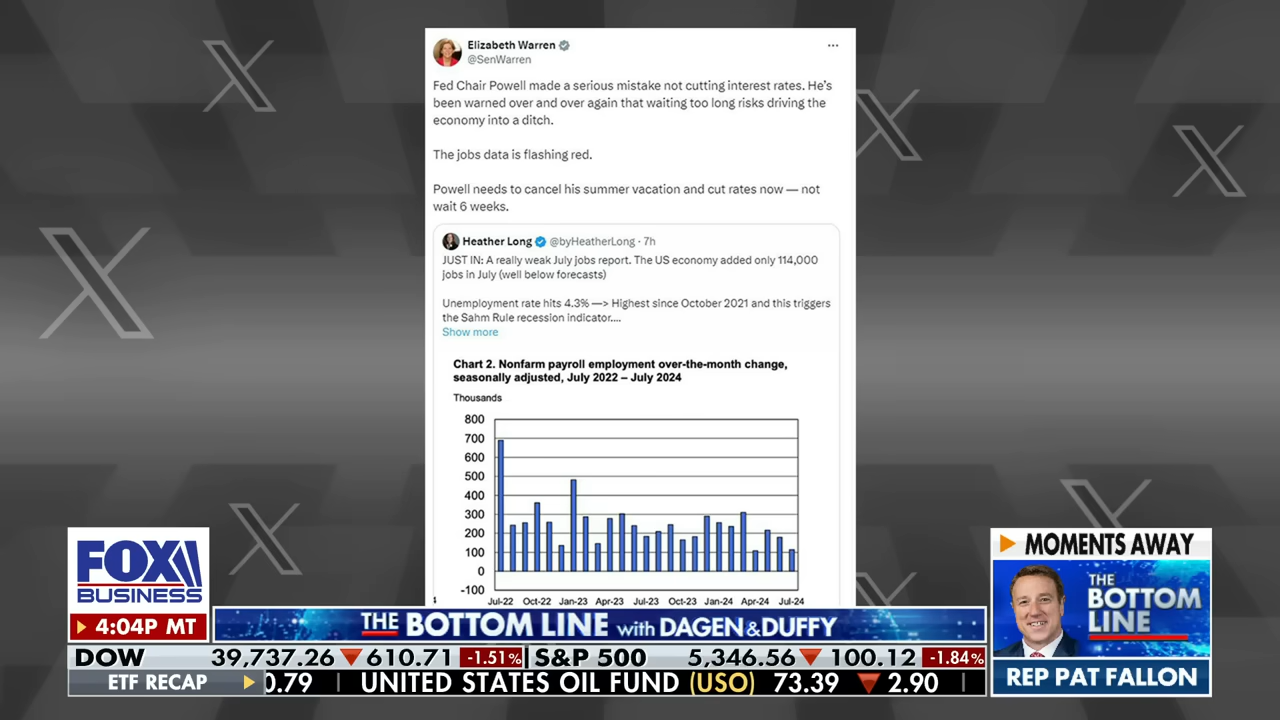 Elizabeth Warren
@SenWarren
...
Fed Chair Powell made a serious mistake not cutting interest rates. He's
been warned over and over again that waiting too long risks driving the
economy into a ditch.
The jobs data is flashing red.
Powell needs to cancel his summer vacation and cut rates now — not
wait 6 weeks.
Heather Long @byHeatherLong · 7h
JUST IN: A really weak July jobs report. The US economy added only 114,000
jobs in July (well below forecasts)
Unemployment rate hits 4.3% —> Highest since October 2021 and this triggers
the Sahm Rule recession indicator....
Show more
Chart 2. Nonfarm payroll employment over-the-month change,
seasonally adjusted, July 2022 – July 2024
Thousands
800
700
600
500
400
300
200
100
0
-100
Jul-22 Oct-22 Jan-23 Apr-23 Jul-23 Oct-23 Jan-24 Apr-24 Jul-24
FOX
BUSINESS
4:04P MT
THE BOTTOM LINE with DAGEN & DUFFY
MOMENTS AWAY
THE
BOTTOM
LINE
REP PAT FALLON
DOW 39,737.26 ▼ 610.71 -1.51% S&P 500 5,346.56 ▼ 100.12 -1.84%
ETF RECAP 0.79 | UNITED STATES OIL FUND (USO) 73.39 ▼ 2.90 |